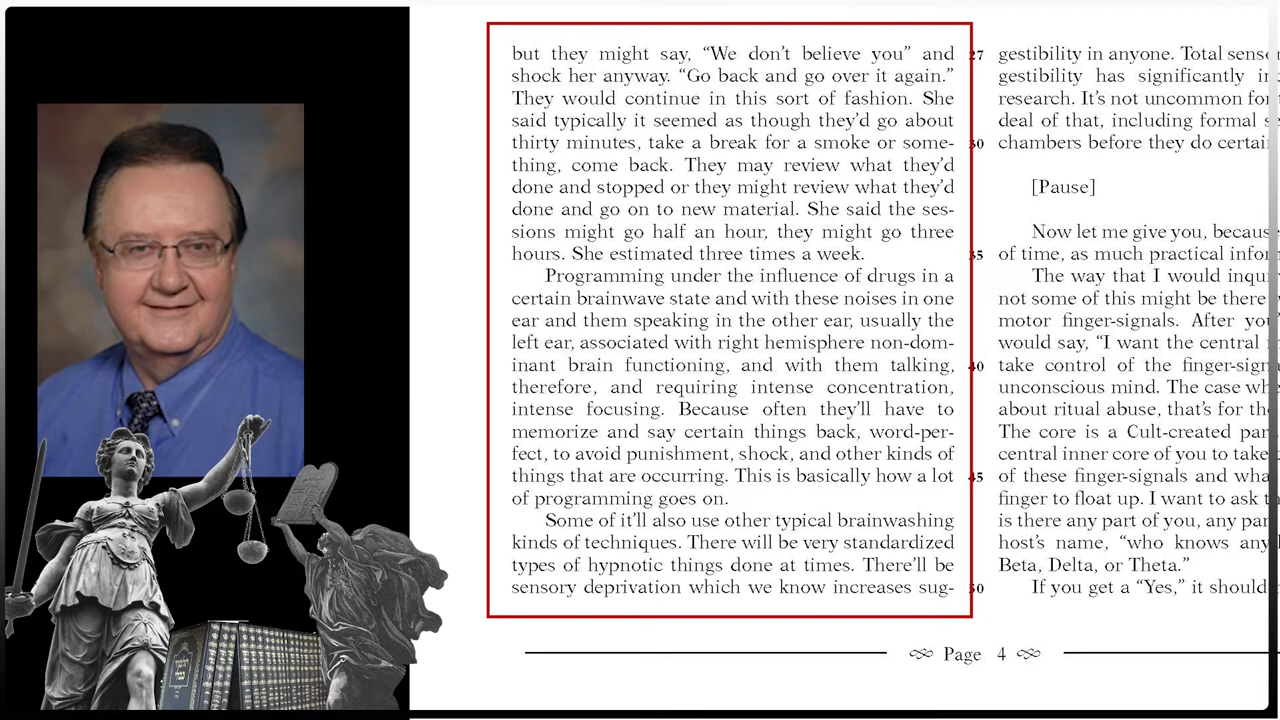 but they might say, “We don’t believe you” and
shock her anyway. “Go back and go over it again.”
They would continue in this sort of fashion. She
said typically it seemed as though they’d go about
thirty minutes, take a break for a smoke or some-
thing, come back. They may review what they’d
done and stopped or they might review what they’d
done and go on to new material. She said the ses-
sions might go half an hour, they might go three
hours. She estimated three times a week.
Programming under the influence of drugs in a
certain brainwave state and with these noises in one
ear and them speaking in the other ear, usually the
left ear, associated with right hemisphere non-dom-
inant brain functioning, and with them talking,
therefore, and requiring intense concentration,
intense focusing. Because often they’ll have to
memorize and say certain things back, word-per-
fect, to avoid punishment, shock, and other kinds of
things that are occurring. This is basically how a lot
of programming goes on.
Some of it’ll also use other typical brainwashing
kinds of techniques. There will be very standardized
types of hypnotic things done at times. There’ll be
sensory deprivation which we know increases sug-
27
30
35
40
45
50
gestibility in anyone. Total
gestibility has significantly
research. It’s not uncommon for
deal of that, including formal
chambers before they do
[Pause]
Now let me give you,
of time, as much practical
The way that I would
not some of this might be there
motor finger-signals. After
would say, “I want the central
take control of the
unconscious mind. The case
about ritual abuse, that’s for
The core is a Cult-created
central inner core of you to take
of these finger-signals and
finger to float up. I want to ask
is there any part of you, any
host’s name, “who knows
Beta, Delta, or Theta.”
If you get a “Yes,” it should
Page 4